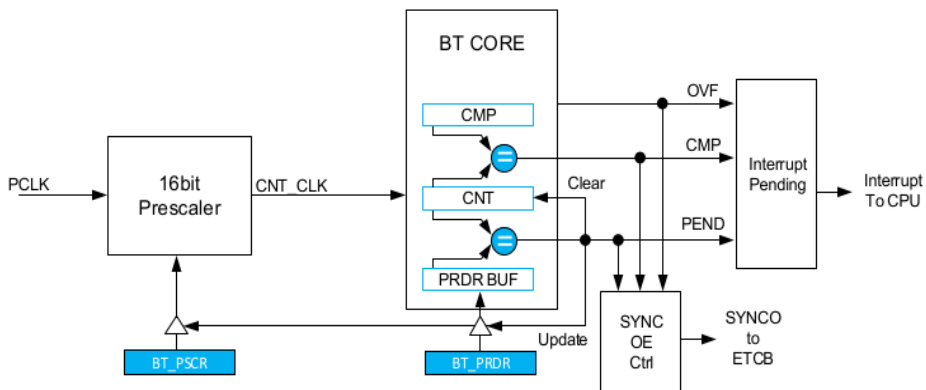 BT CORE
OVF
CMP
CMP
PCLK
16bit
Prescaler
CNT_CLK
Clear
CNT
Interrupt
Pending
Interrupt
To CPU
PEND
PRDR BUF
Update
SYNC
OE
Ctrl
SYNCO
to
ETCB
BT_PSCR
BT_PRDR